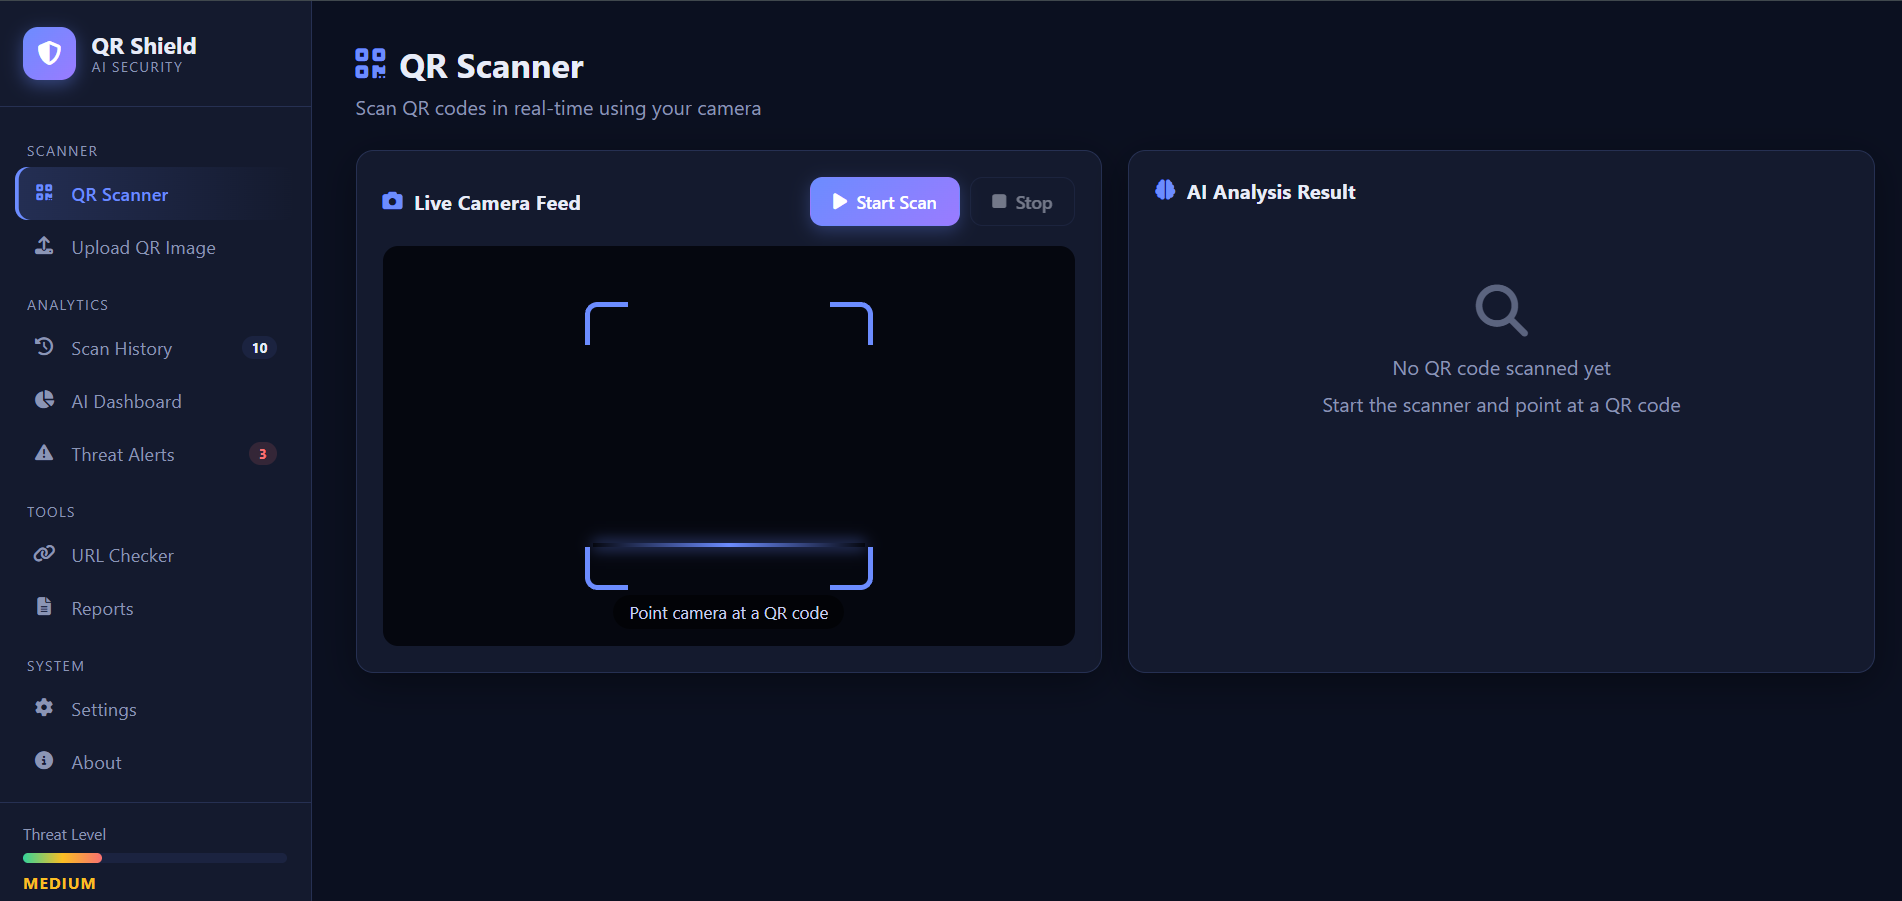 QR Shield
AI SECURITY
SCANNER
QR Scanner
Upload QR Image
ANALYTICS
Scan History 10
AI Dashboard
Threat Alerts 3
TOOLS
URL Checker
Reports
SYSTEM
Settings
About
Threat Level
MEDIUM
QR Scanner
Scan QR codes in real-time using your camera
Live Camera Feed
Start Scan
Stop
Point camera at a QR code
AI Analysis Result
No QR code scanned yet
Start the scanner and point at a QR code